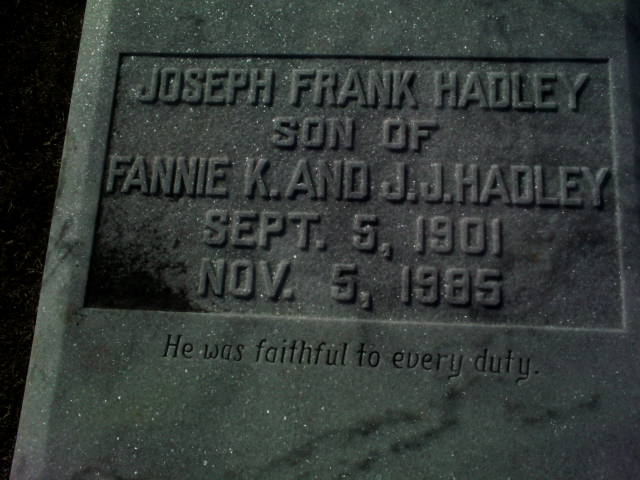 JOSEPH FRANK HADLEY
SON OF
FANNIE K. AND J.J. HADLEY
SEPT. 5, 1901
NOV. 5, 1985
He was faithful to every duty.